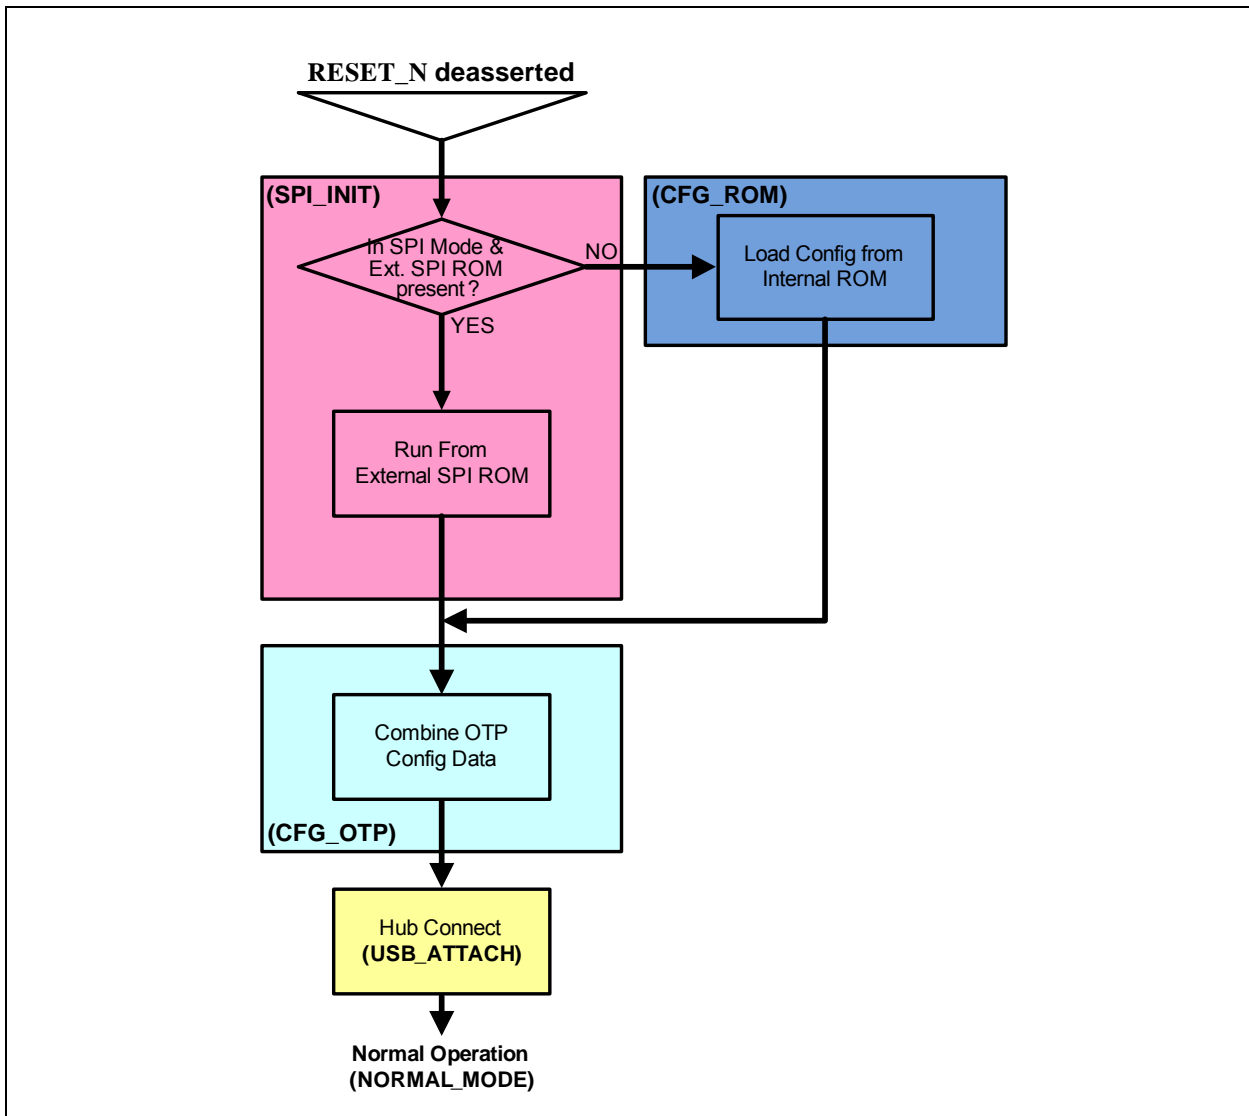 RESET_N deasserted
(SPI_INIT)
(CFG_ROM)
In SPI Mode &
Ext. SPI ROM
present?
NO
Load Config from
Internal ROM
YES
Run From
External SPI ROM
Combine OTP
Config Data
(CFG_OTP)
Hub Connect
(USB_ATTACH)
Normal Operation
(NORMAL_MODE)